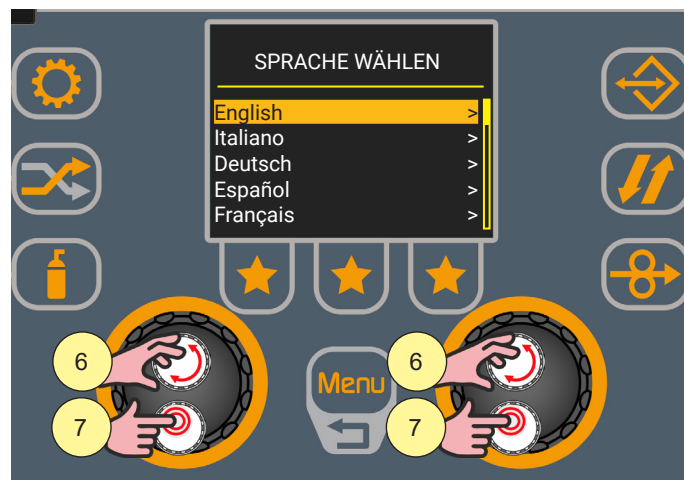 SPRACHE WÄHLEN
English >
Italiano >
Deutsch >
Español >
Français >
6
6
Menu
7
7